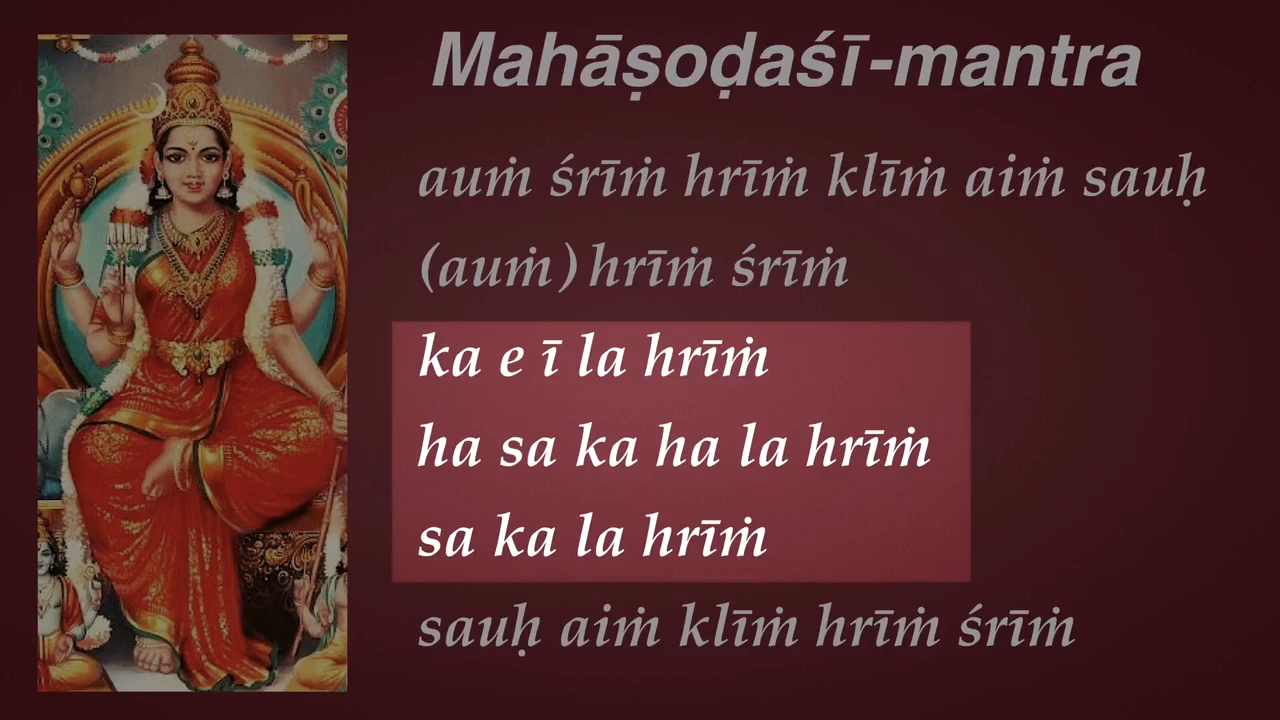 Mahāṣoḍaśī-mantra
auṁ śrīṁ hrīṁ klīṁ aiṁ sauḥ
(auṁ) hrīṁ śrīṁ
ka e ī la hrīṁ
ha sa ka ha la hrīṁ
sa ka la hrīṁ
sauḥ aiṁ klīṁ hrīṁ śrīṁ